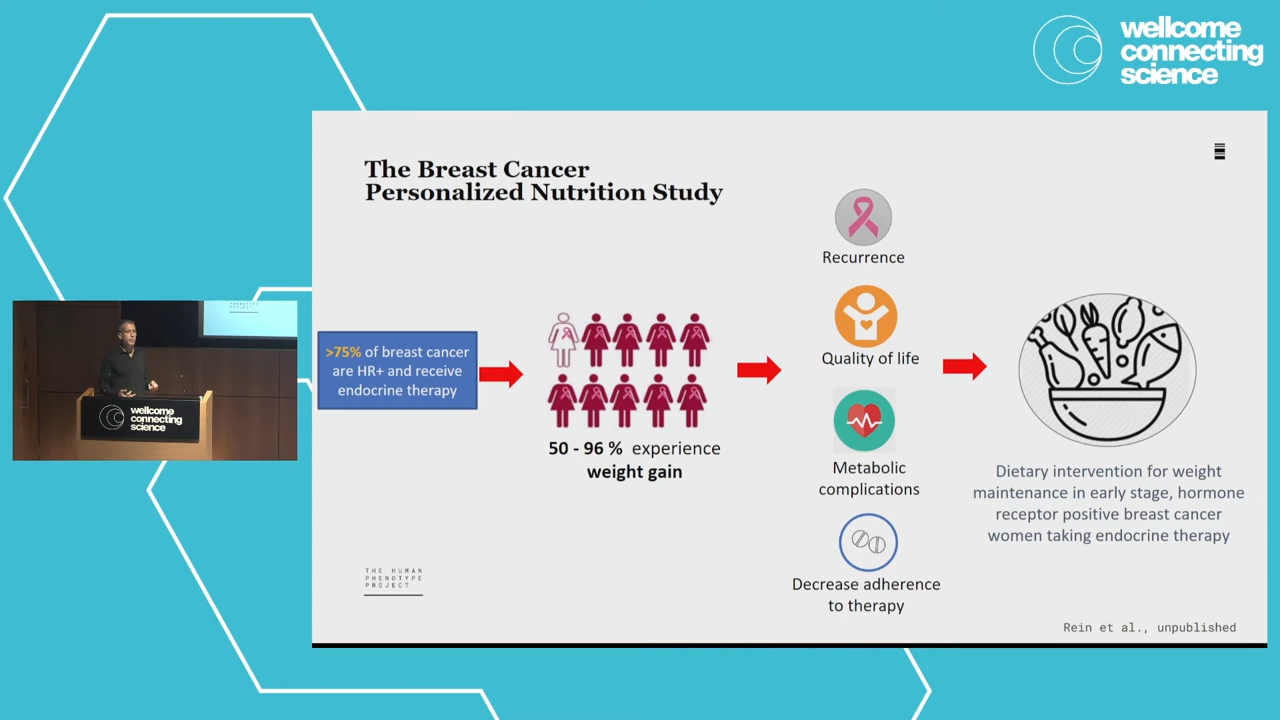 wellcome
connecting
science
The Breast Cancer
Personalized Nutrition Study
>75% of breast cancer
are HR+ and receive
endocrine therapy
50 - 96 % experience
weight gain
Recurrence
Quality of life
Metabolic
complications
Decrease adherence
to therapy
Dietary intervention for weight
maintenance in early stage, hormone
receptor positive breast cancer
women taking endocrine therapy
THE HUMAN
PHENOTYPE
PROJECT
Rein et al., unpublished
wellcome
connecting
science